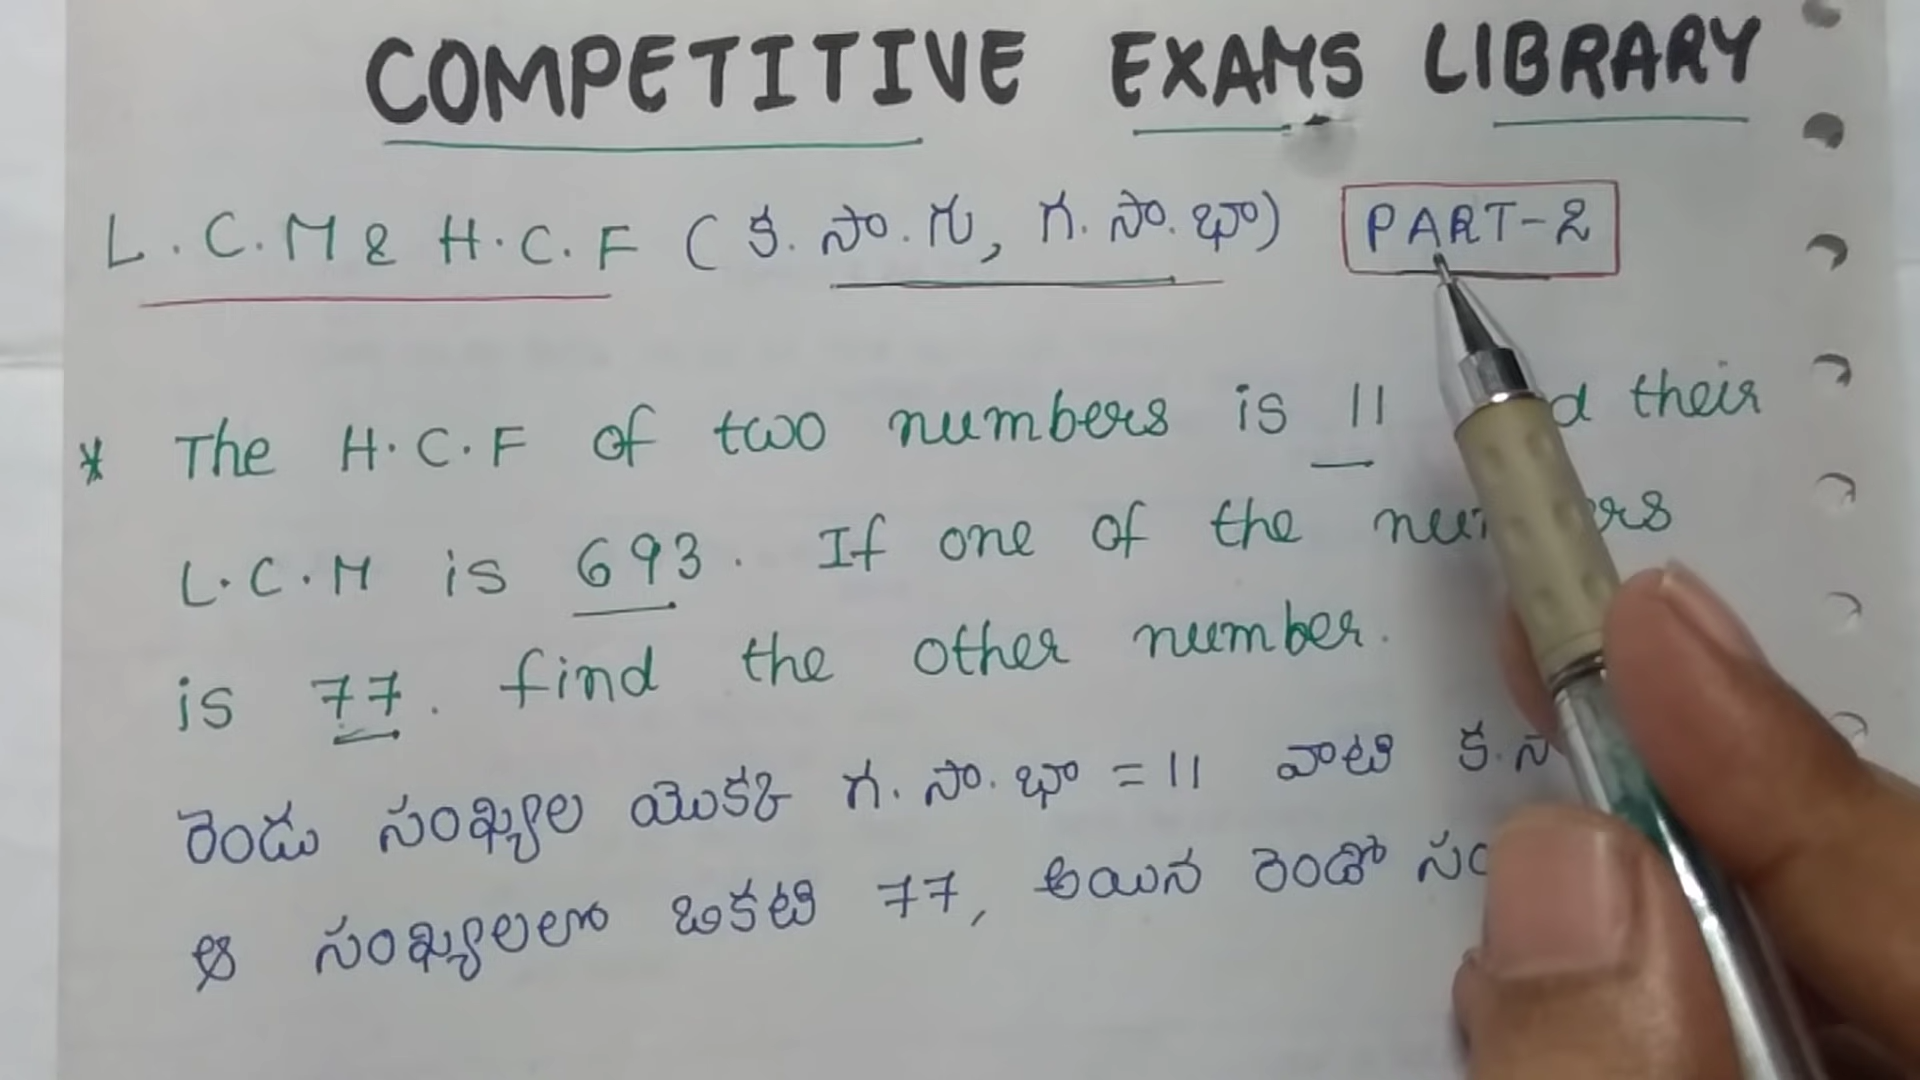 COMPETITIVE EXAMS LIBRARY
L.C.M & H.C.F (క.సా.గు, గ.సా.భా) PART-2
* The H.C.F of two numbers is 11 their
L.C.M is 693. If one of the
is 77. find the other number.
రెండు సంఖ్యల యొక్క గ.సా.భా = 11 వాటి
ఆ సంఖ్యలలో ఒకటి 77, అయిన రెండో